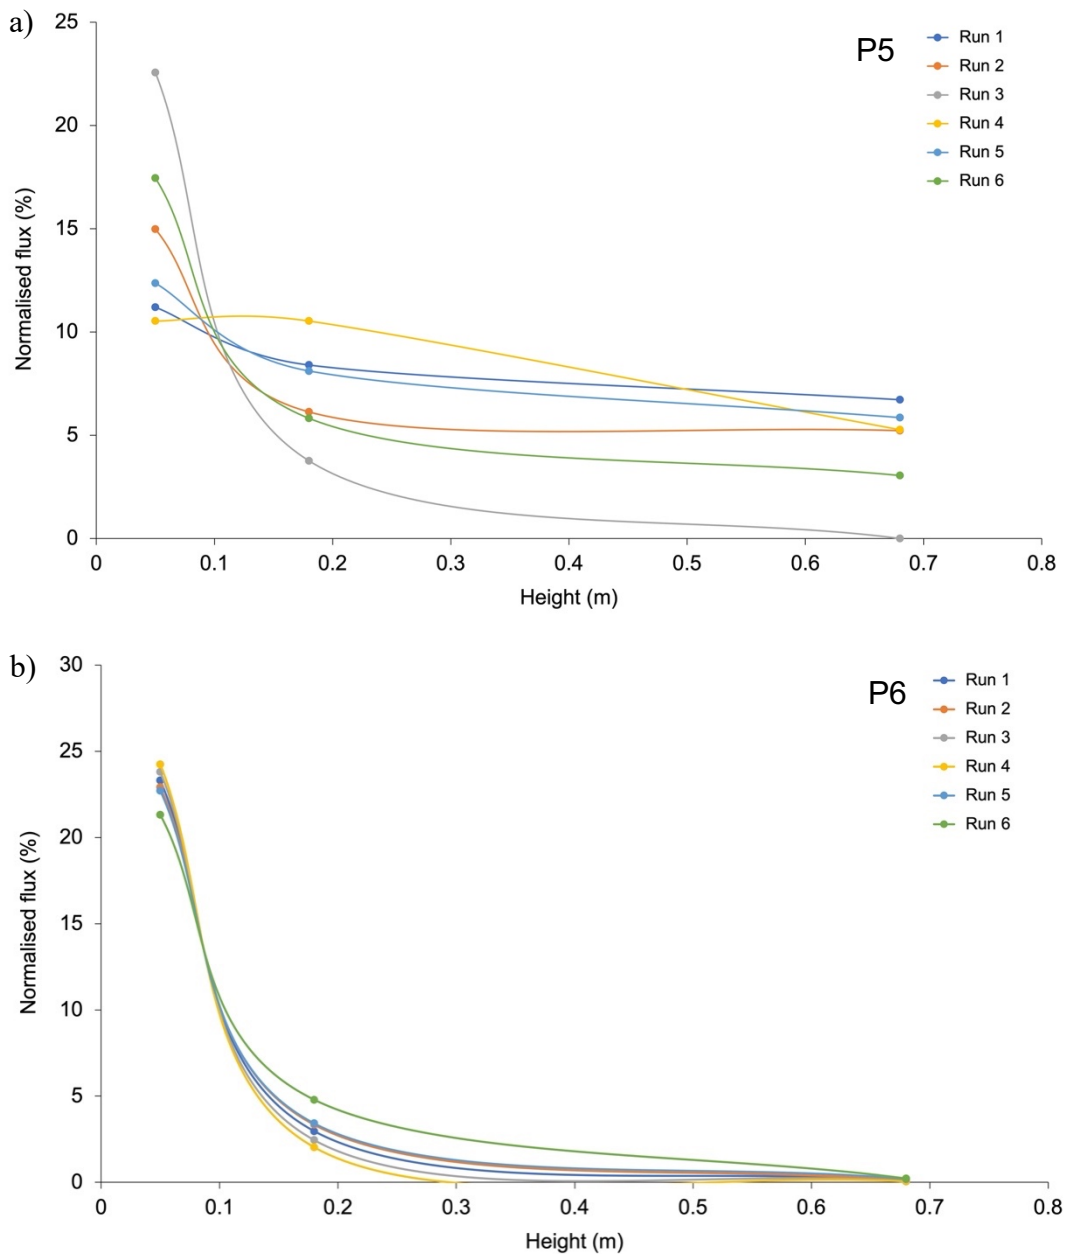 a)
P5
Run 1
Run 2
Run 3
Run 4
Run 5
Run 6
Normalised flux (%)
25
20
15
10
5
0
0 0.1 0.2 0.3 0.4 0.5 0.6 0.7 0.8
Height (m)
b)
P6
Run 1
Run 2
Run 3
Run 4
Run 5
Run 6
Normalised flux (%)
30
25
20
15
10
5
0
0 0.1 0.2 0.3 0.4 0.5 0.6 0.7 0.8
Height (m)